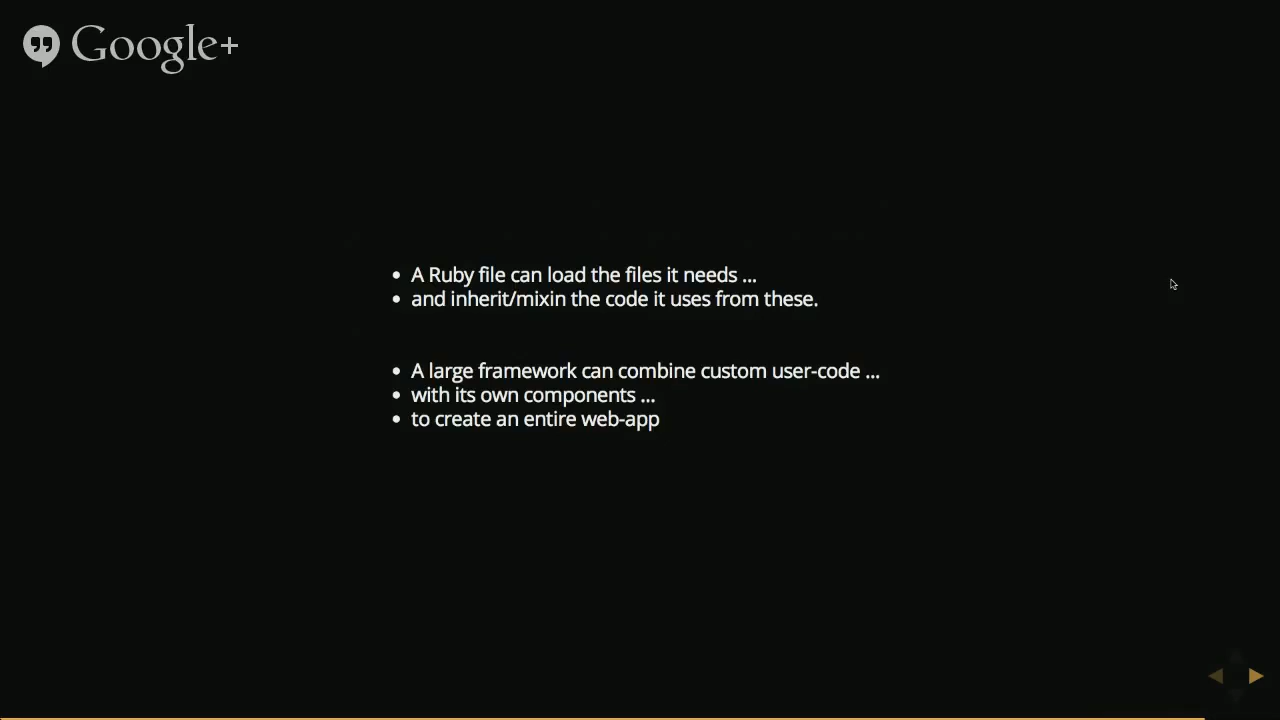 Google+
• A Ruby file can load the files it needs ...
• and inherit/mixin the code it uses from these.
• A large framework can combine custom user-code ...
• with its own components ...
• to create an entire web-app